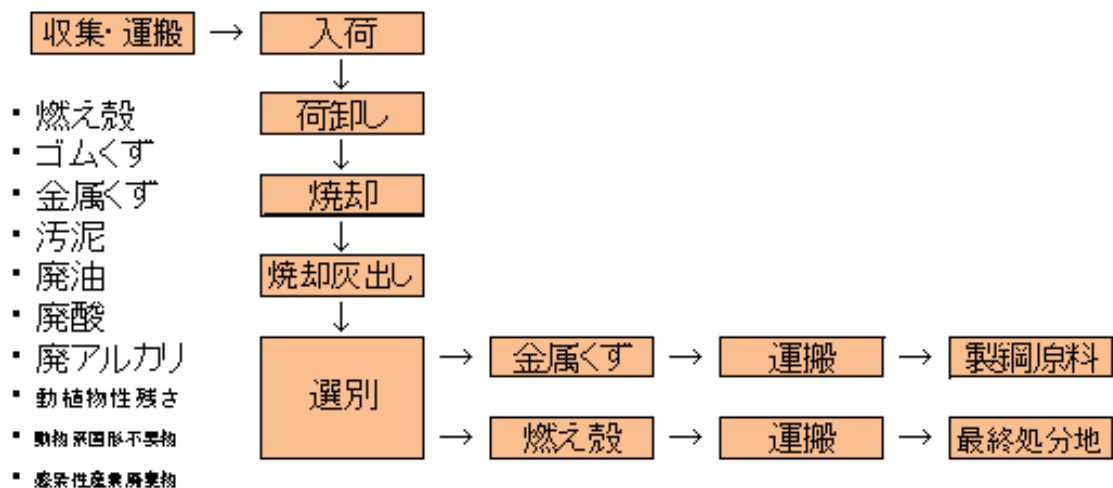 収集・運搬 → 入荷
↓
・燃え殻
荷卸し
・ゴムくず
↓
・金属くず
焼却
・汚泥
↓
・廃油
焼却灰出し
・廃酸
↓
・廃アルカリ
選別
→ 金属くず → 運搬 → 製鋼原料
・動植物性残さ
・動物系固形不要物
→ 燃え殻 → 運搬 → 最終処分地
・感染性産業廃棄物